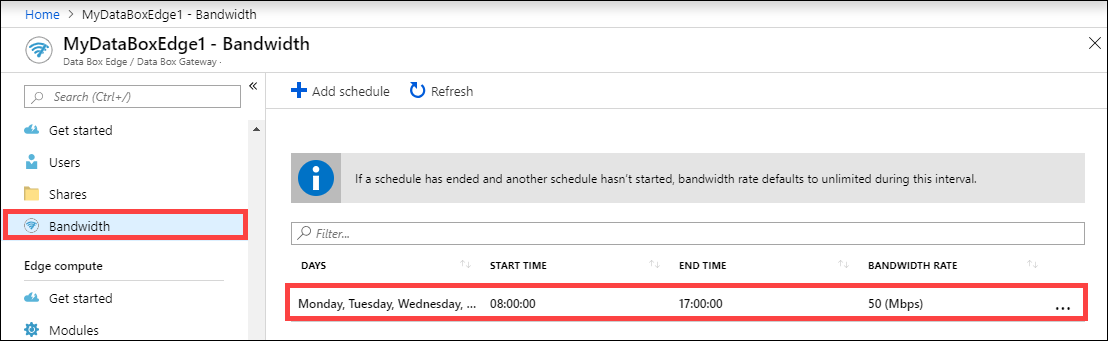 Home > MyDataBoxEdge1 - Bandwidth
MyDataBoxEdge1 - Bandwidth
Data Box Edge / Data Box Gateway -
Search (Ctrl+/)
«
Get started
Users
Shares
Bandwidth
Edge compute
Get started
Modules
Add schedule
Refresh
If a schedule has ended and another schedule hasn't started, bandwidth rate defaults to unlimited during this interval.
Filter...
DAYS START TIME END TIME BANDWIDTH RATE
Monday, Tuesday, Wednesday, ... 08:00:00 17:00:00 50 (Mbps) ...